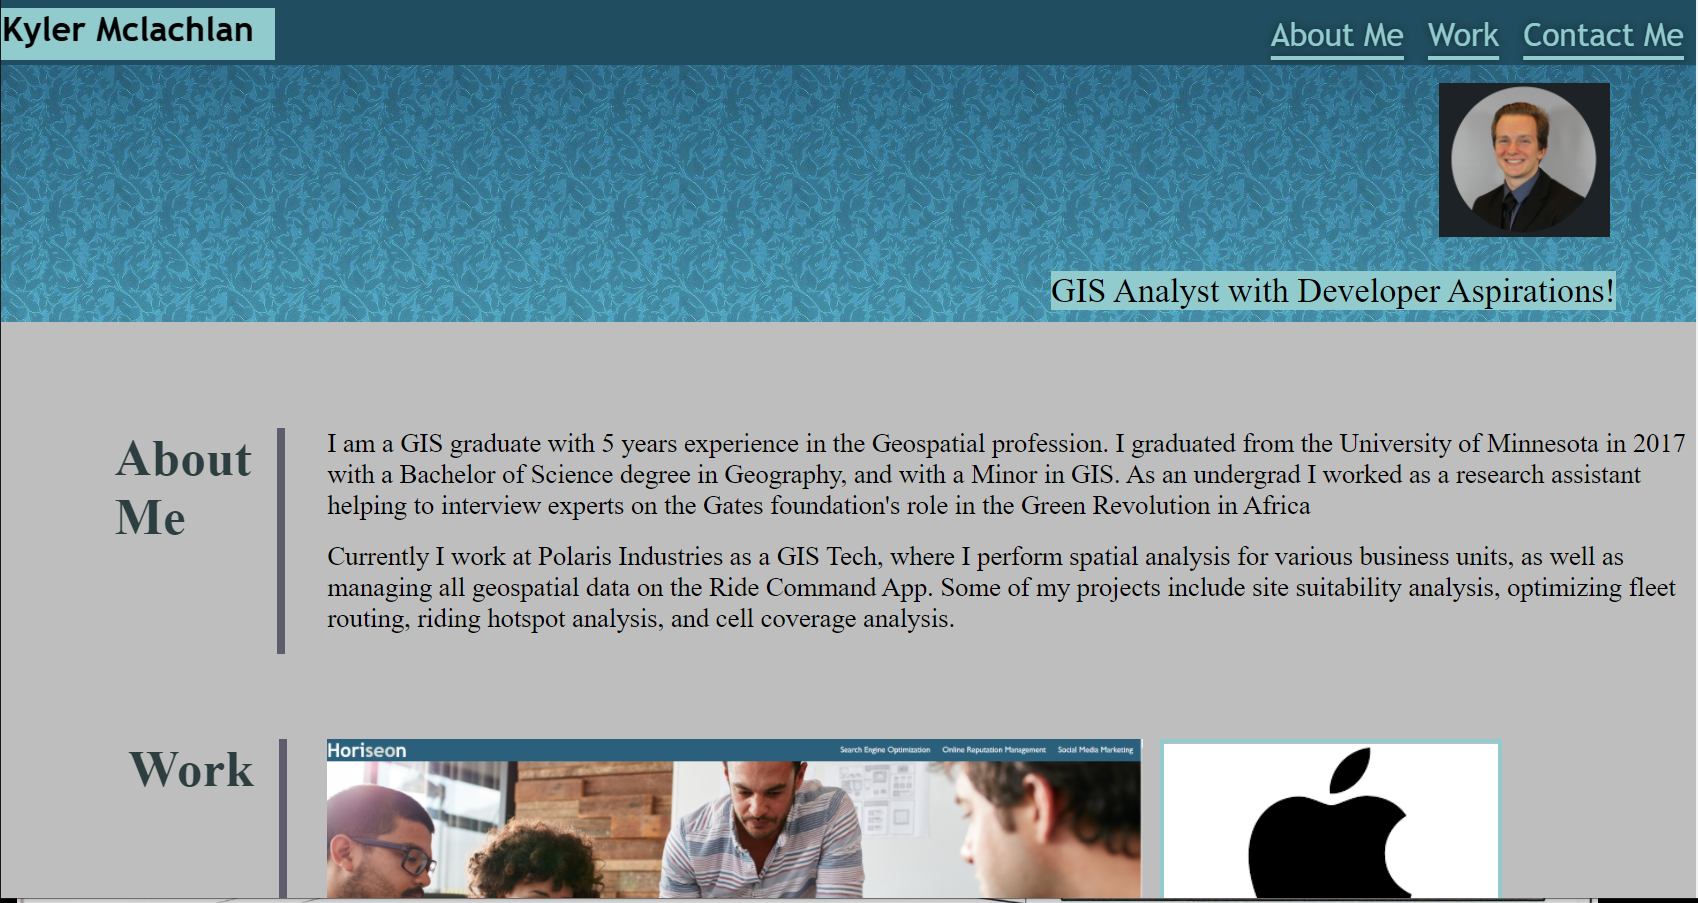 Kyler Mclachlan
About Me Work Contact Me
GIS Analyst with Developer Aspirations!
About
Me
I am a GIS graduate with 5 years experience in the Geospatial profession. I graduated from the University of Minnesota in 2017
with a Bachelor of Science degree in Geography, and with a Minor in GIS. As an undergrad I worked as a research assistant
helping to interview experts on the Gates foundation's role in the Green Revolution in Africa
Currently I work at Polaris Industries as a GIS Tech, where I perform spatial analysis for various business units, as well as
managing all geospatial data on the Ride Command App. Some of my projects include site suitability analysis, optimizing fleet
routing, riding hotspot analysis, and cell coverage analysis.
Work
Horiseon
Search Engine Optimization Online Reputation Management Social Media Marketing